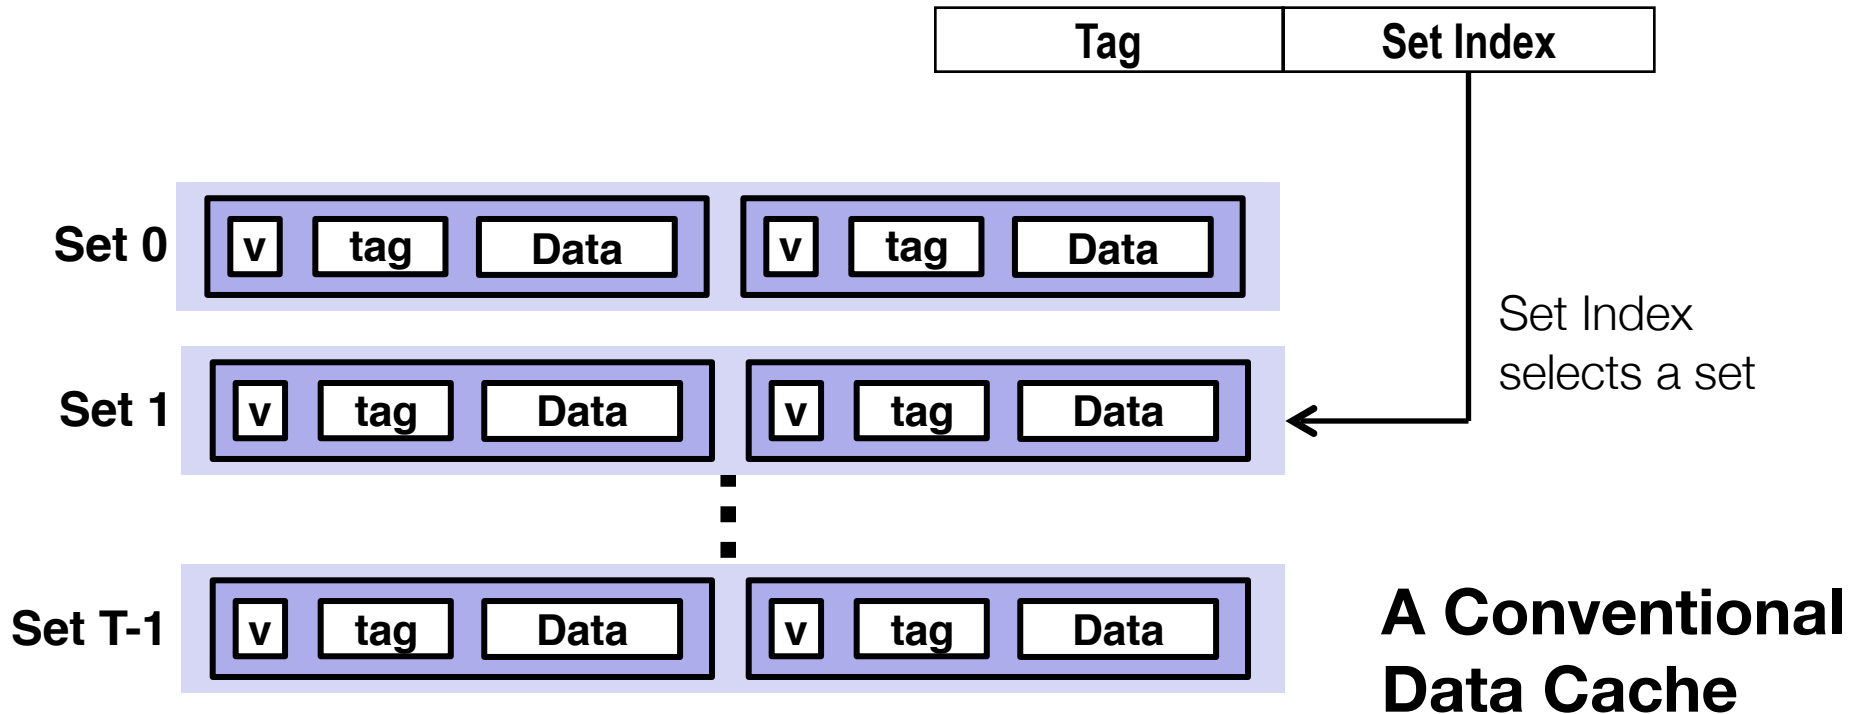 Tag Set Index
Set 0 v tag Data v tag Data
Set Index
selects a set
Set 1 v tag Data v tag Data
Set T-1 v tag Data v tag Data
A Conventional
Data Cache